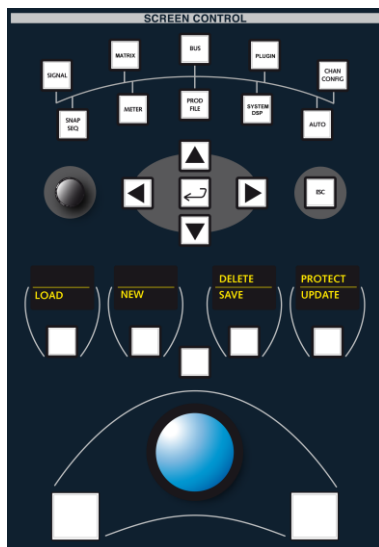 SCREEN CONTROL
BUS
MATRIX
PLUGIN
SIGNAL
CHAN
CONFIG
SNAP
SEQ
METER
PROD
FILE
SYSTEM
DSP
AUTO
ESC
LOAD
NEW
DELETE
SAVE
PROTECT
UPDATE